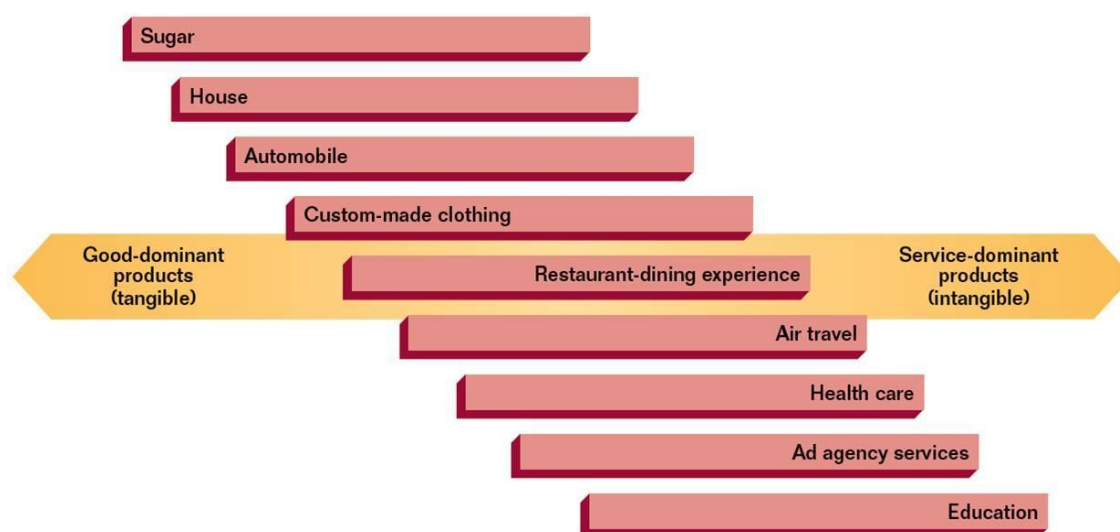 Sugar
House
Automobile
Custom-made clothing
Good-dominant
products
(tangible)
Restaurant-dining experience
Service-dominant
products
(intangible)
Air travel
Health care
Ad agency services
Education